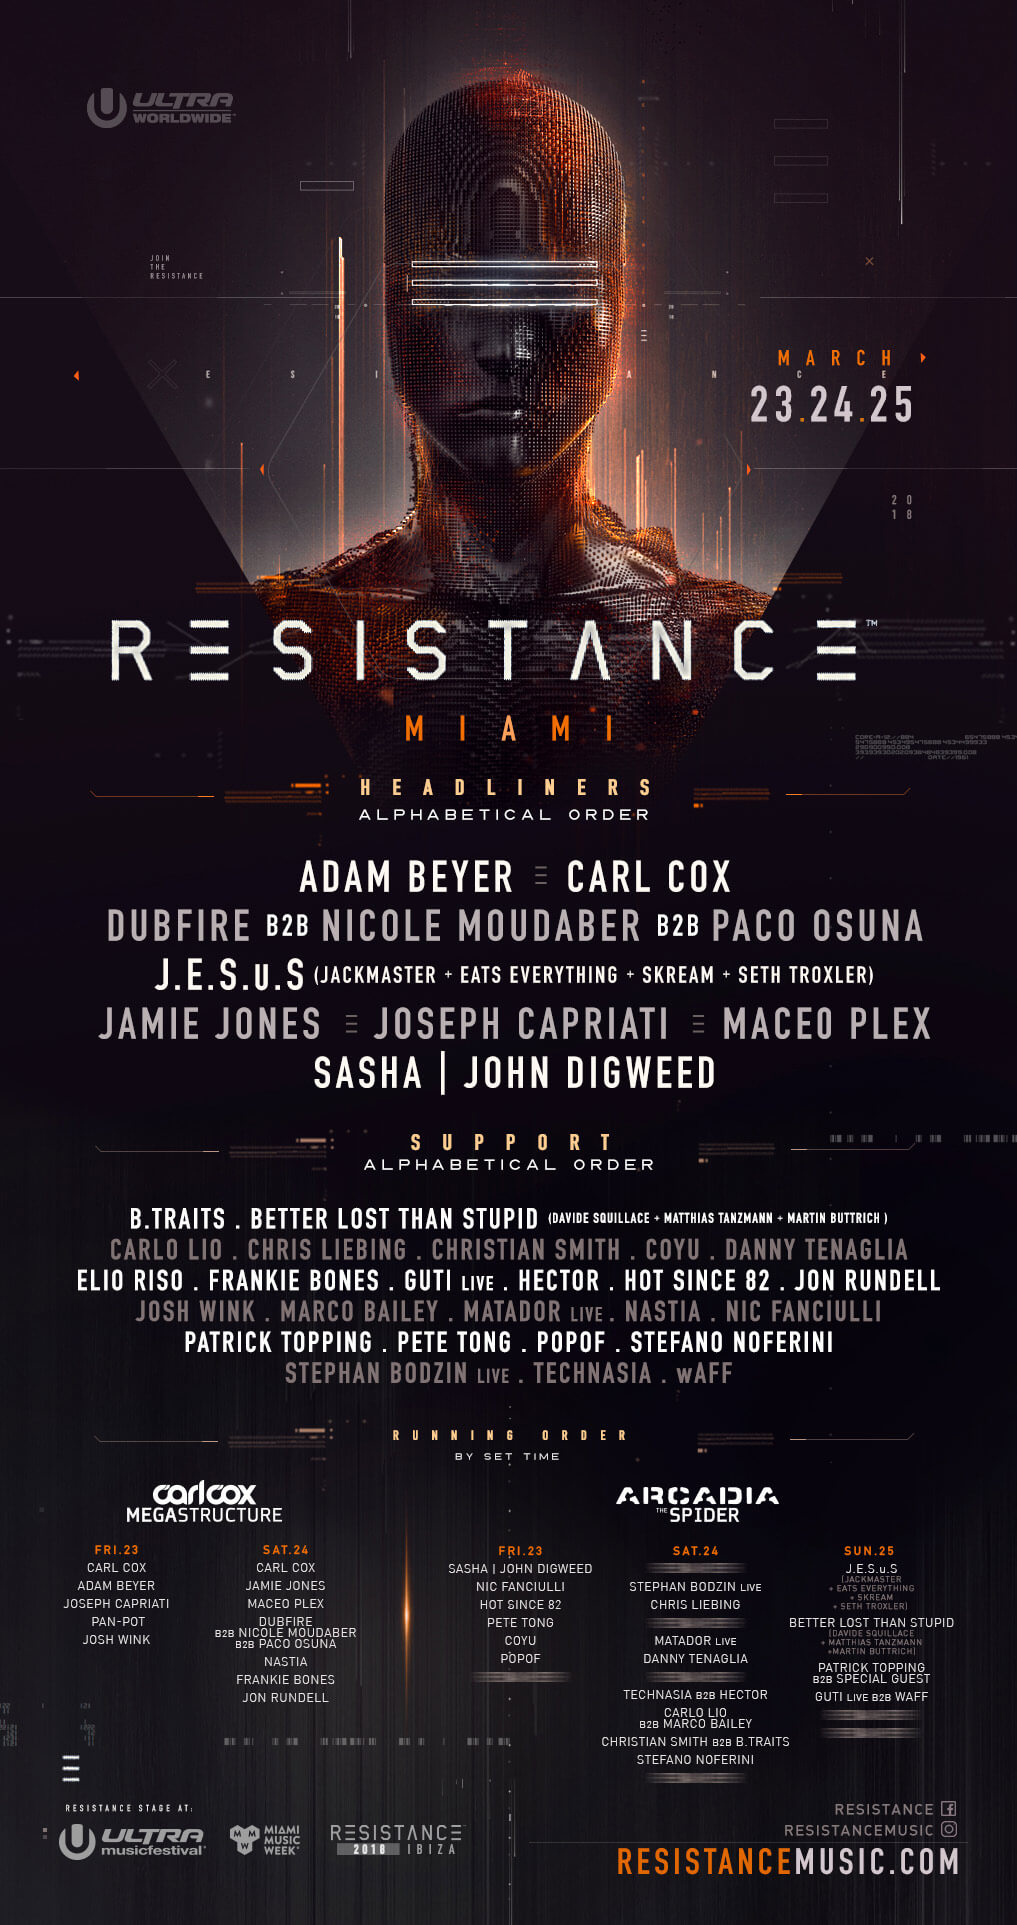 ULTRA
WORLDWIDE
JOIN
THE
RESISTANCE
MARCH
23.24.25
20
18
RESISTANCE™
MIAMI
HEADLINERS
ALPHABETICAL ORDER
ADAM BEYER CARL COX
DUBFIRE B2B NICOLE MOUDABER B2B PACO OSUNA
J.E.S.u.S (JACKMASTER + EATS EVERYTHING + SKREAM + SETH TROXLER)
JAMIE JONES JOSEPH CAPRIATI MACEO PLEX
SASHA | JOHN DIGWEED
SUPPORT
ALPHABETICAL ORDER
B.TRAITS . BETTER LOST THAN STUPID (DAVIDE SQUILLACE + MATTHIAS TANZMANN + MARTIN BUTTRICH )
CARLO LIO . CHRIS LIEBING . CHRISTIAN SMITH . COYU . DANNY TENAGLIA
ELIO RISO . FRANKIE BONES . GUTI LIVE . HECTOR . HOT SINCE 82 . JON RUNDELL
JOSH WINK . MARCO BAILEY . MATADOR LIVE . NASTIA . NIC FANCIULLI
PATRICK TOPPING . PETE TONG . POPOF . STEFANO NOFERINI
STEPHAN BODZIN LIVE . TECHNASIA . wAFF
RUNNING ORDER
BY SET TIME
carlcox
MEGASTRUCTURE
FRI.23
CARL COX
ADAM BEYER
JOSEPH CAPRIATI
PAN-POT
JOSH WINK
SAT.24
CARL COX
JAMIE JONES
MACEO PLEX
DUBFIRE
B2B NICOLE MOUDABER
B2B PACO OSUNA
NASTIA
FRANKIE BONES
JON RUNDELL
ARCADIA
THE SPIDER
FRI.23
SASHA | JOHN DIGWEED
NIC FANCIULLI
HOT SINCE 82
PETE TONG
COYU
POPOF
SAT.24
STEPHAN BODZIN LIVE
CHRIS LIEBING
MATADOR LIVE
DANNY TENAGLIA
TECHNASIA B2B HECTOR
CARLO LIO
B2B MARCO BAILEY
CHRISTIAN SMITH B2B B.TRAITS
STEFANO NOFERINI
SUN.25
J.E.S.u.S
(JACKMASTER
+ EATS EVERYTHING
+ SKREAM
+ SETH TROXLER)
BETTER LOST THAN STUPID
(DAVIDE SQUILLACE
+ MATTHIAS TANZMANN
+MARTIN BUTTRICH)
PATRICK TOPPING
B2B SPECIAL GUEST
GUTI LIVE B2B WAFF
RESISTANCE STAGE AT:
ULTRA
musicfestival
MMW
MIAMI
MUSIC
WEEK
RESISTANCE
2018 IBIZA
RESISTANCE
RESISTANCEMUSIC
RESISTANCEMUSIC.COM